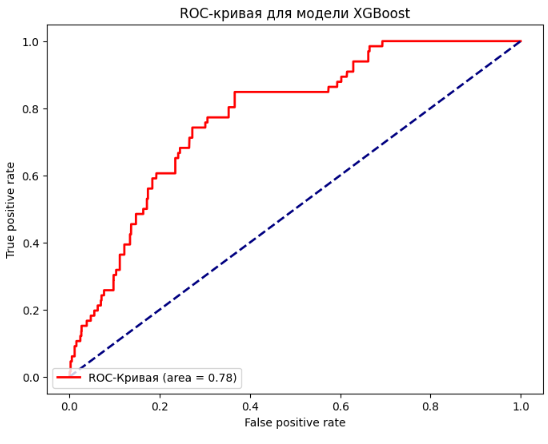 ROC-кривая для модели XGBoost
1.0
0.8
0.6
0.4
0.2
0.0
True positive rate
ROC-Кривая (area = 0.78)
0.0 0.2 0.4 0.6 0.8 1.0
False positive rate